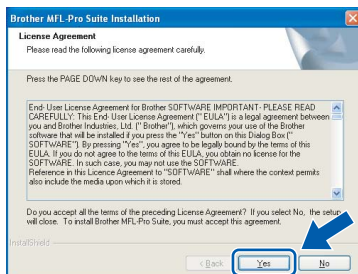 Brother MFL-Pro Suite Installation
License Agreement
Please read the following license agreement carefully.
Press the PAGE DOWN key to see the rest of the agreement.
End- User License Agreement for Brother SOFTWARE IMPORTANT- PLEASE READ
CAREFULLY: This End- User License Agreement (" EULA") is a legal agreement between
you and Brother Industries, Ltd. (" Brother"), which governs your use of the Brother
software that will be installed if you press the "Yes" button on this Dialog Box ("
SOFTWARE"). By pressing "Yes", you agree to be legally bound by the terms of this
EULA. If you do not agree to the terms of this EULA, you obtain no license for the
SOFTWARE. In such case, you may not use the SOFTWARE.
Reference in this Licence Agreement to "SOFTWARE" shall where the context permits
also include the media upon which it is stored.
Do you accept all the terms of the preceding License Agreement? If you select No, the setup
will close. To install Brother MFL-Pro Suite, you must accept this agreement.
InstallShield
< Back Yes No